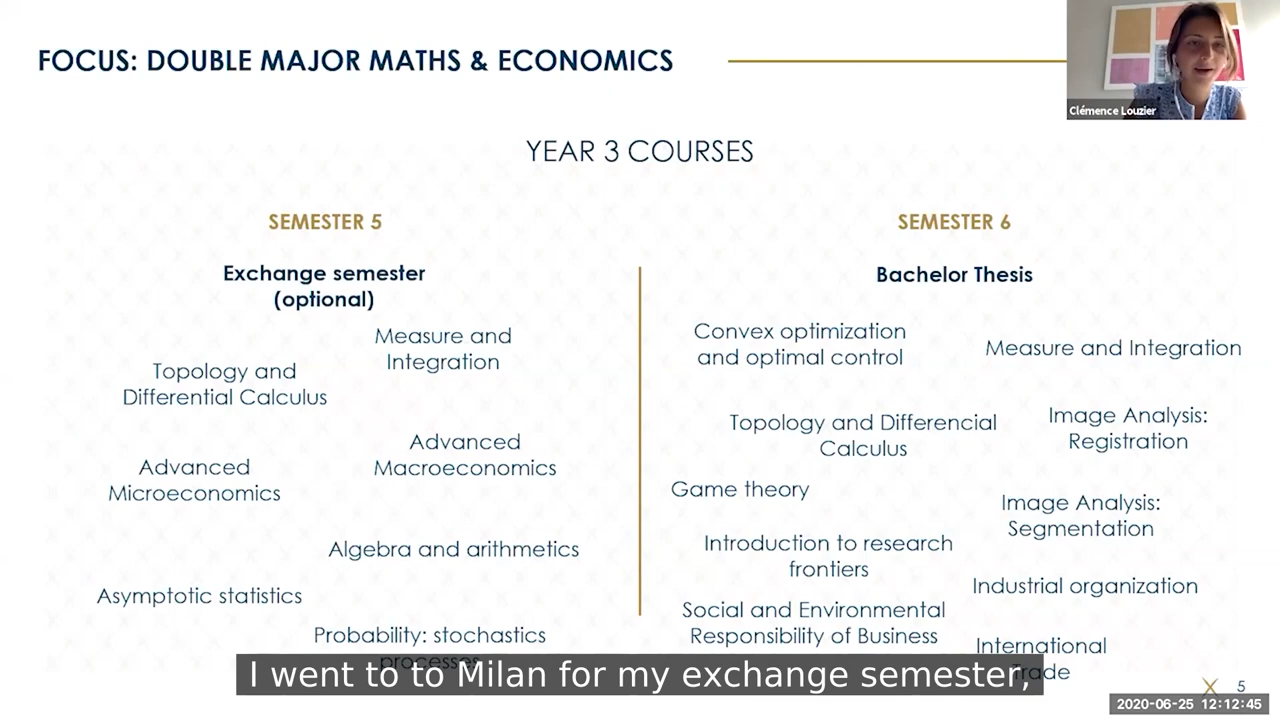 FOCUS: DOUBLE MAJOR MATHS & ECONOMICS
Clémence Louzier
YEAR 3 COURSES
SEMESTER 5
Exchange semester
(optional)
Measure and
Integration
Topology and
Differential Calculus
Advanced
Macroeconomics
Advanced
Microeconomics
Algebra and arithmetics
Asymptotic statistics
Probability: stochastics
processes
SEMESTER 6
Bachelor Thesis
Convex optimization
and optimal control
Measure and Integration
Topology and Differencial
Calculus
Image Analysis:
Registration
Game theory
Image Analysis:
Segmentation
Introduction to research
frontiers
Industrial organization
Social and Environmental
Responsibility of Business
International
Trade
I went to to Milan for my exchange semester,
5
2020-06-25 12:12:45